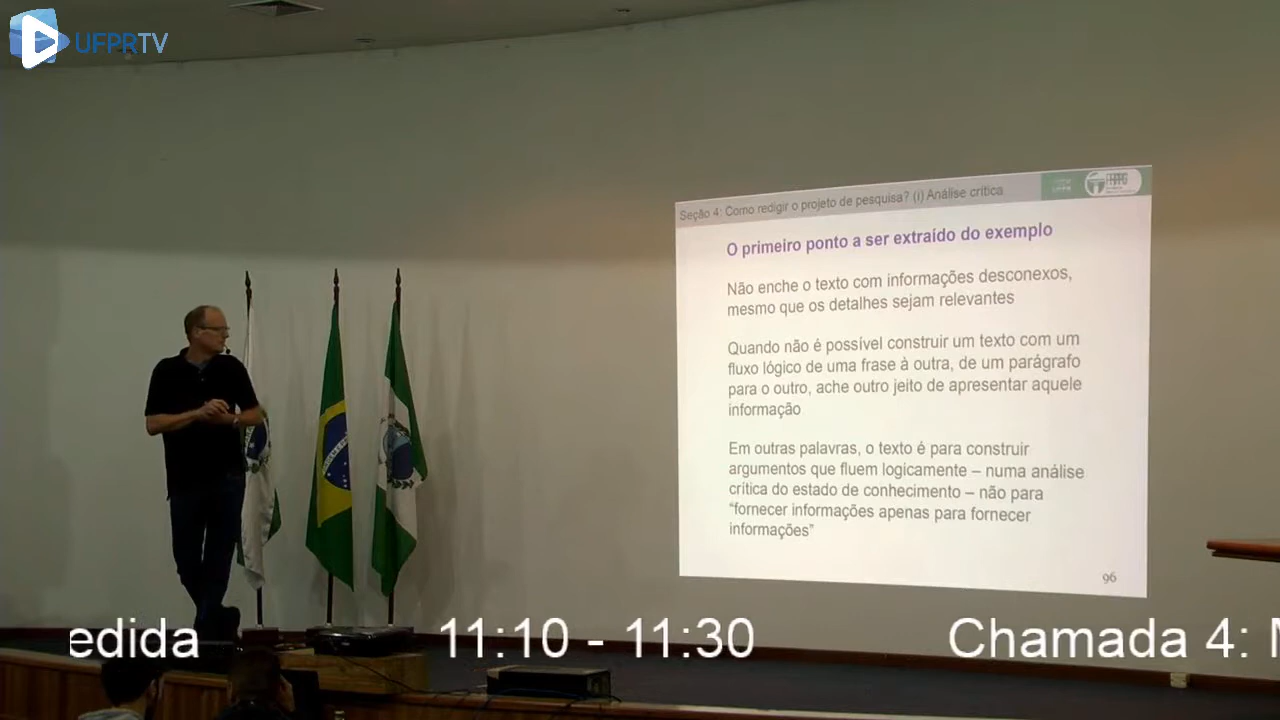 UFPRTV
Seção 4: Como redigir o projeto de pesquisa? (i) Análise crítica
UFPR
O primeiro ponto a ser extraído do exemplo
Não enche o texto com informações desconexos,
mesmo que os detalhes sejam relevantes
Quando não é possível construir um texto com um
fluxo lógico de uma frase à outra, de um parágrafo
para o outro, ache outro jeito de apresentar aquele
informação
Em outras palavras, o texto é para construir
argumentos que fluem logicamente – numa análise
crítica do estado de conhecimento – não para
“fornecer informações apenas para fornecer
informações”
96
edida 11:10 - 11:30 Chamada 4: